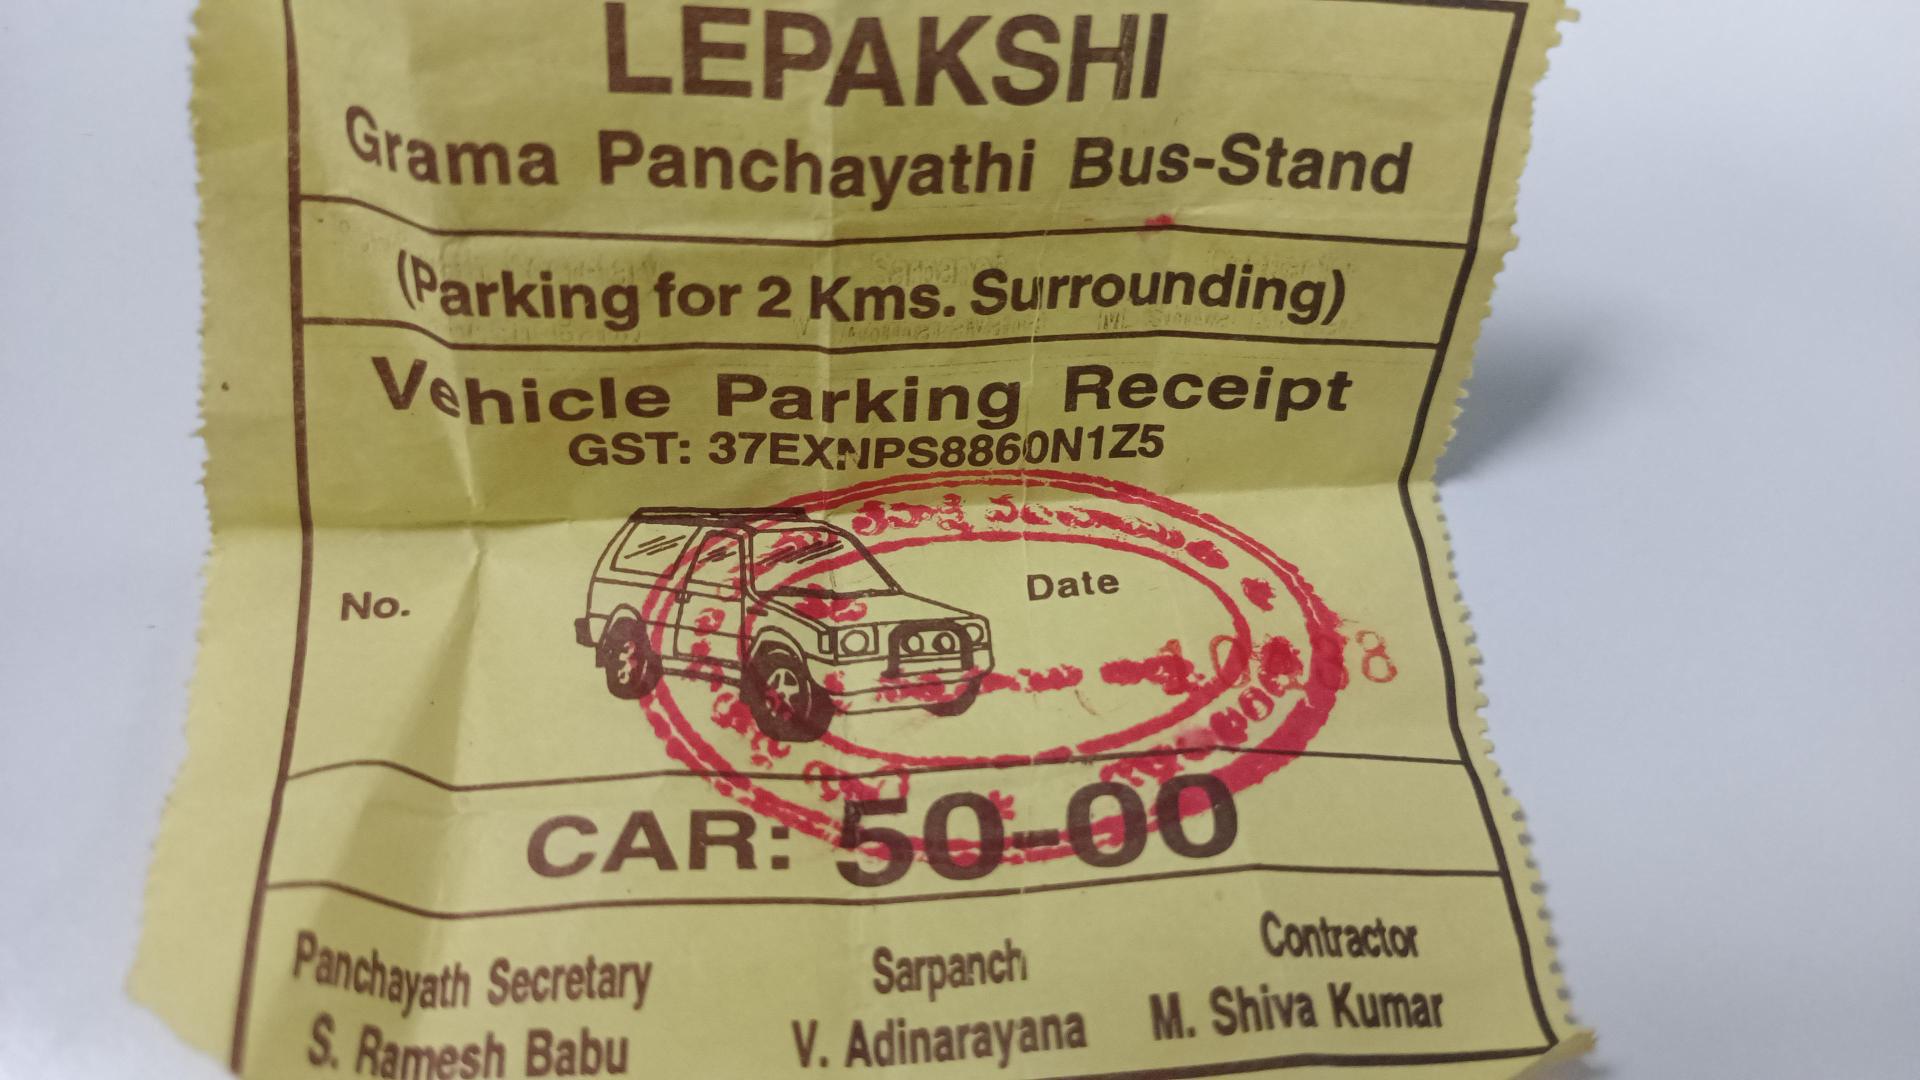 LEPAKSHI
Grama Panchayathi Bus-Stand
(Parking for 2 Kms. Surrounding)
Vehicle Parking Receipt
GST: 37EXNPS8860N1Z5
No.
Date
CAR: 50-00
Panchayath Secretary
S. Ramesh Babu
Sarpanch
V. Adinarayana
Contractor
M. Shiva Kumar